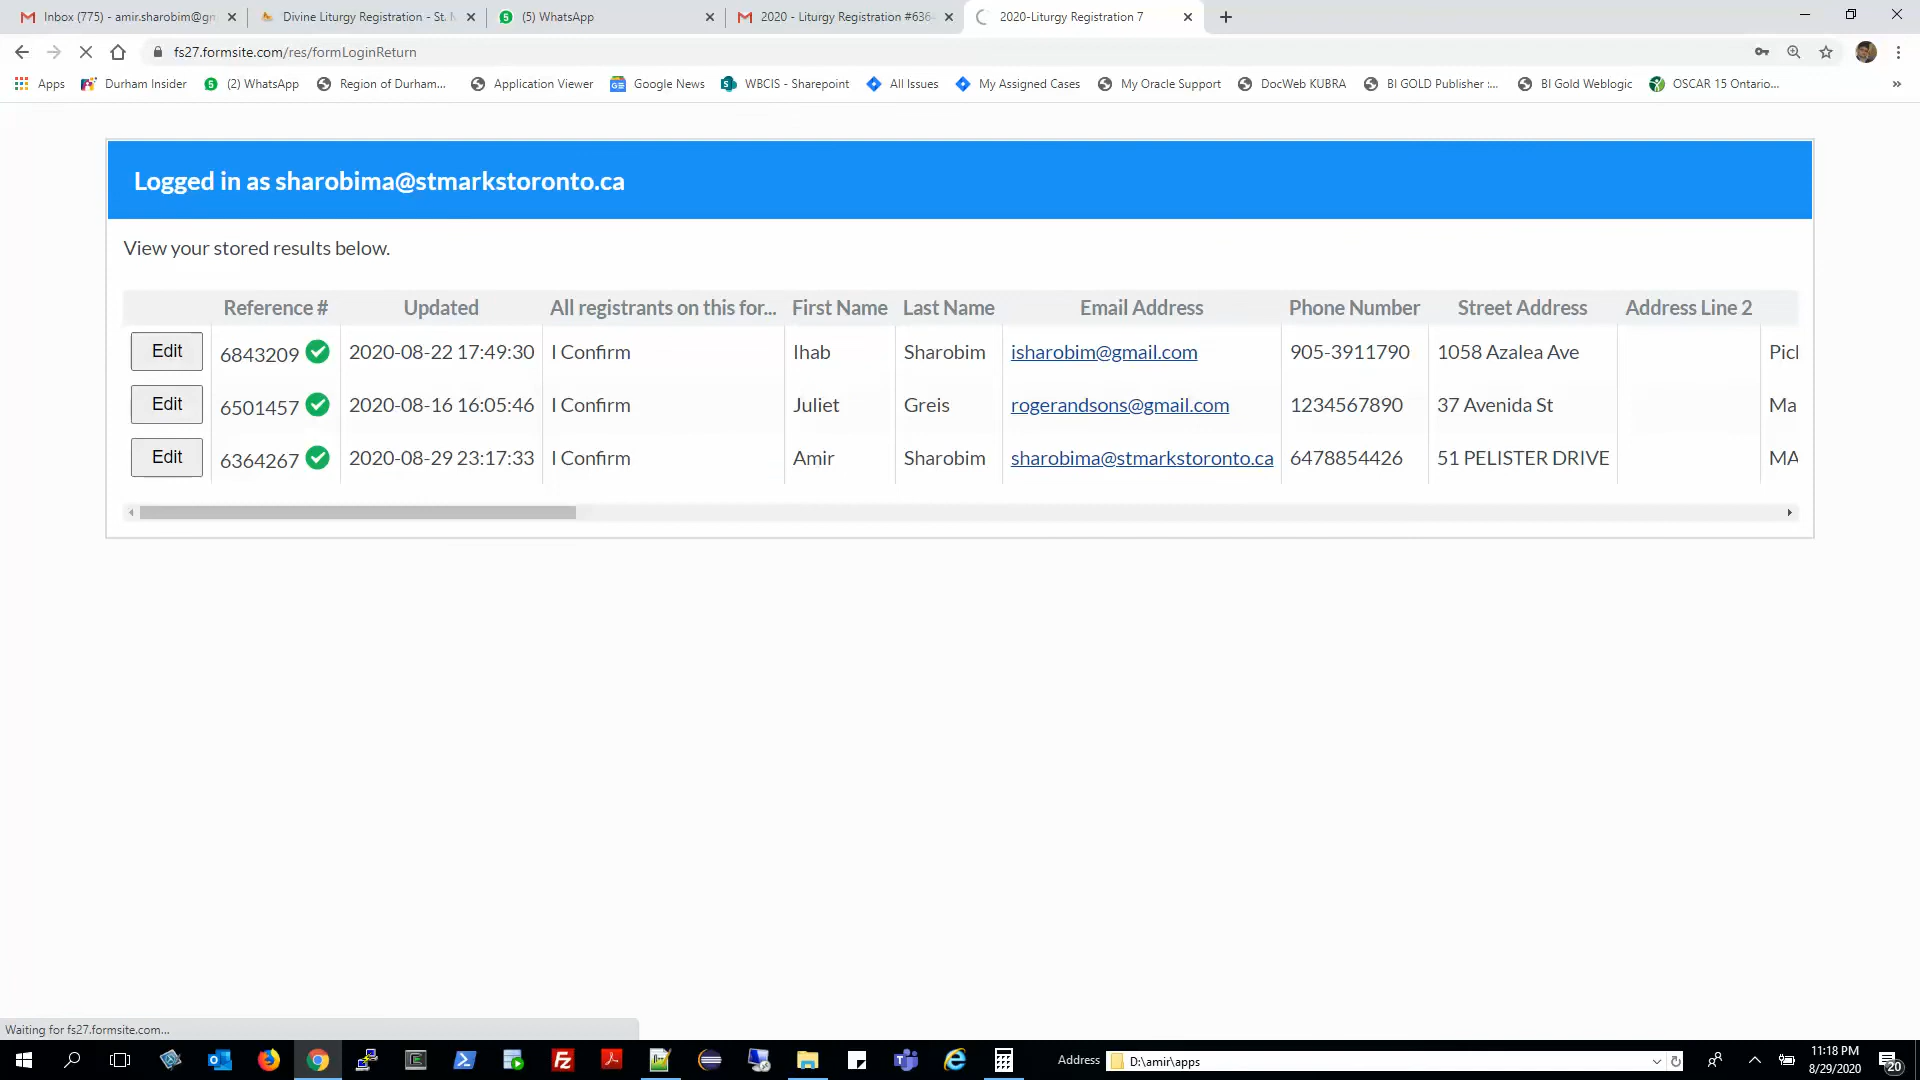 Inbox (775) - amir.sharobim@gm
Divine Liturgy Registration - St. M
(5) WhatsApp
2020 - Liturgy Registration #636
2020-Liturgy Registration 7
fs27.formsite.com/res/formLoginReturn
Apps
Durham Insider
(2) WhatsApp
Region of Durham...
Application Viewer
Google News
WBCIS - Sharepoint
All Issues
My Assigned Cases
My Oracle Support
DocWeb KUBRA
BI GOLD Publisher :...
BI Gold Weblogic
OSCAR 15 Ontario...
Logged in as sharobima@stmarkstoronto.ca
View your stored results below.
Reference # Updated All registrants on this for... First Name Last Name Email Address Phone Number Street Address Address Line 2
Edit 6843209 2020-08-22 17:49:30 I Confirm Ihab Sharobim isharobim@gmail.com 905-3911790 1058 Azalea Ave Picl
Edit 6501457 2020-08-16 16:05:46 I Confirm Juliet Greis rogerandsons@gmail.com 1234567890 37 Avenida St Ma
Edit 6364267 2020-08-29 23:17:33 I Confirm Amir Sharobim sharobima@stmarkstoronto.ca 6478854426 51 PELISTER DRIVE MA
Waiting for fs27.formsite.com...
Address D:\amir\apps
11:18 PM
8/29/2020
20